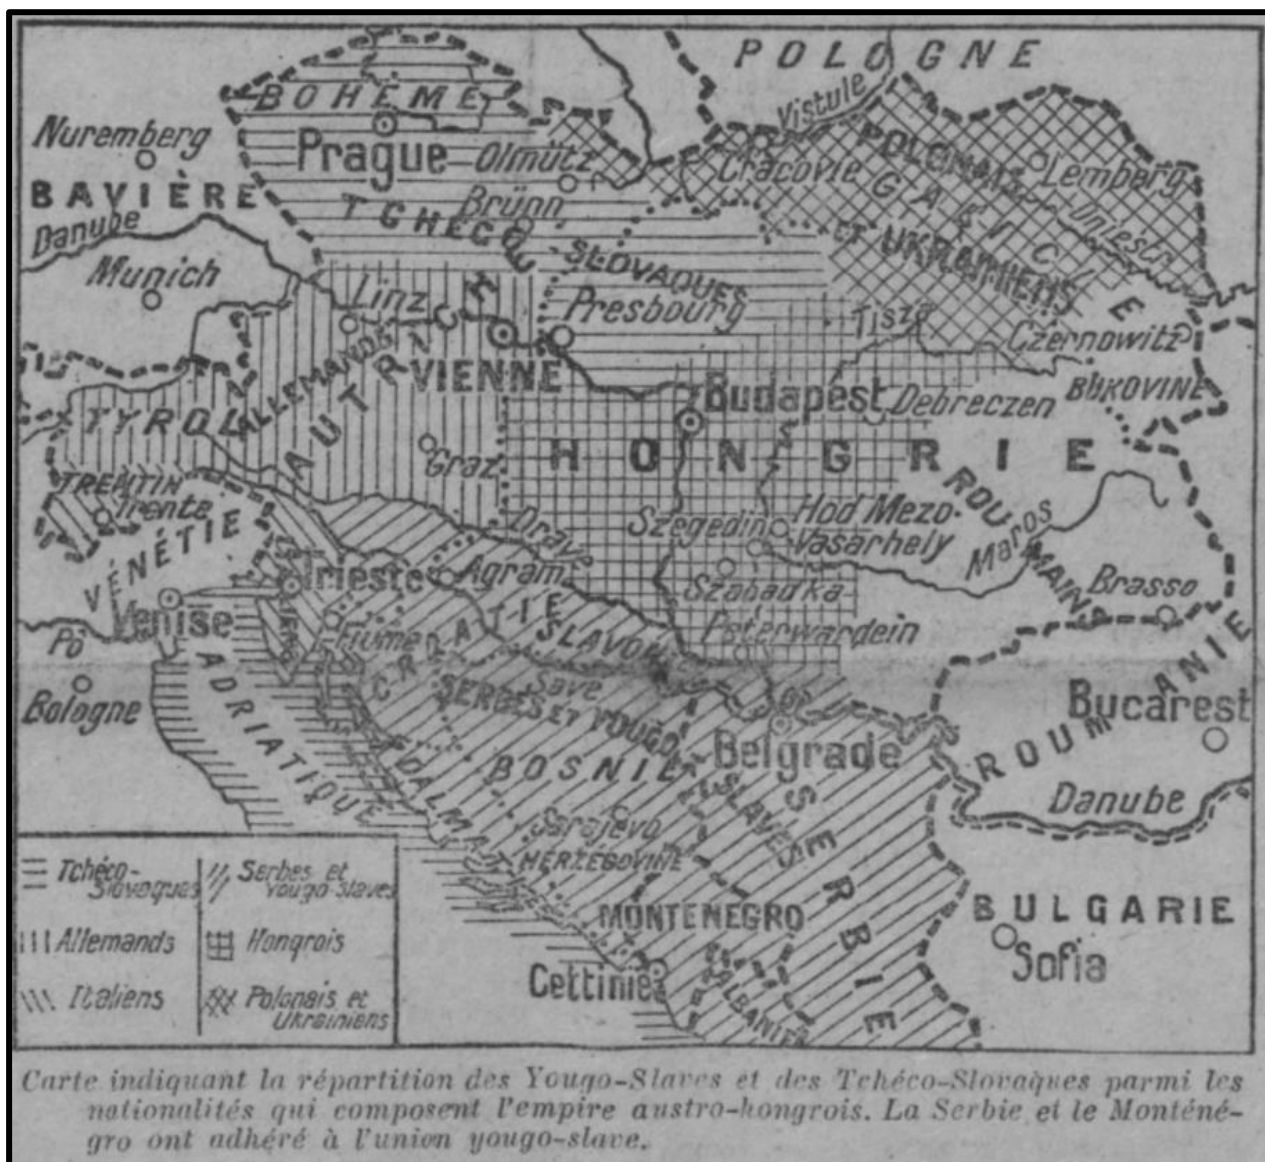 POLOGNE
Vistule
BOHÊME
Nuremberg
Prague
Olmütz
Cracovie
POLONAIS
Lemberg
GALICIE
BAVIÈRE
TCHÉCO-
Brünn
ET UKRAINIENS
Dniestr
Danube
SLOVAQUES
Munich
Linz
Presbourg
Tisza
Czernowitz
AUTRICHE
ALLEMANDS
VIENNE
Budapest
Debreczen
BUKOVINE
TYROL
Graz
HONGRIE
TRENTIN
Trente
Drave
Szegedin
Hod Mezo-
Vasarhely
ROUMAINS
Maros
VÉNÉTIE
Trieste
Agram
Szabadka
Brasso
Venise
Fiume
CROATIE
SLAVONIE
Peterwardein
Pô
Save
ROUMANIE
Bologne
ADRIATIQUE
SERBES ET YOUGO-
SLAVES
Bucarest
BOSNIE
Belgrade
DALMATIE
Danube
Sarajevo
HERZÉGOVINE
SERBIE
MONTENEGRO
BULGARIE
Sofia
Cettinié
ALBANIE
Tchéco-
Slovaques
Serbes et
Yougo-slaves
Allemands
Hongrois
Italiens
Polonais et
Ukrainiens
Carte indiquant la répartition des Yougo-Slaves et des Tchéco-Slovaques parmi les
nationalités qui composent l'empire austro-hongrois. La Serbie et le Monténé-
gro ont adhéré à l'union yougo-slave.